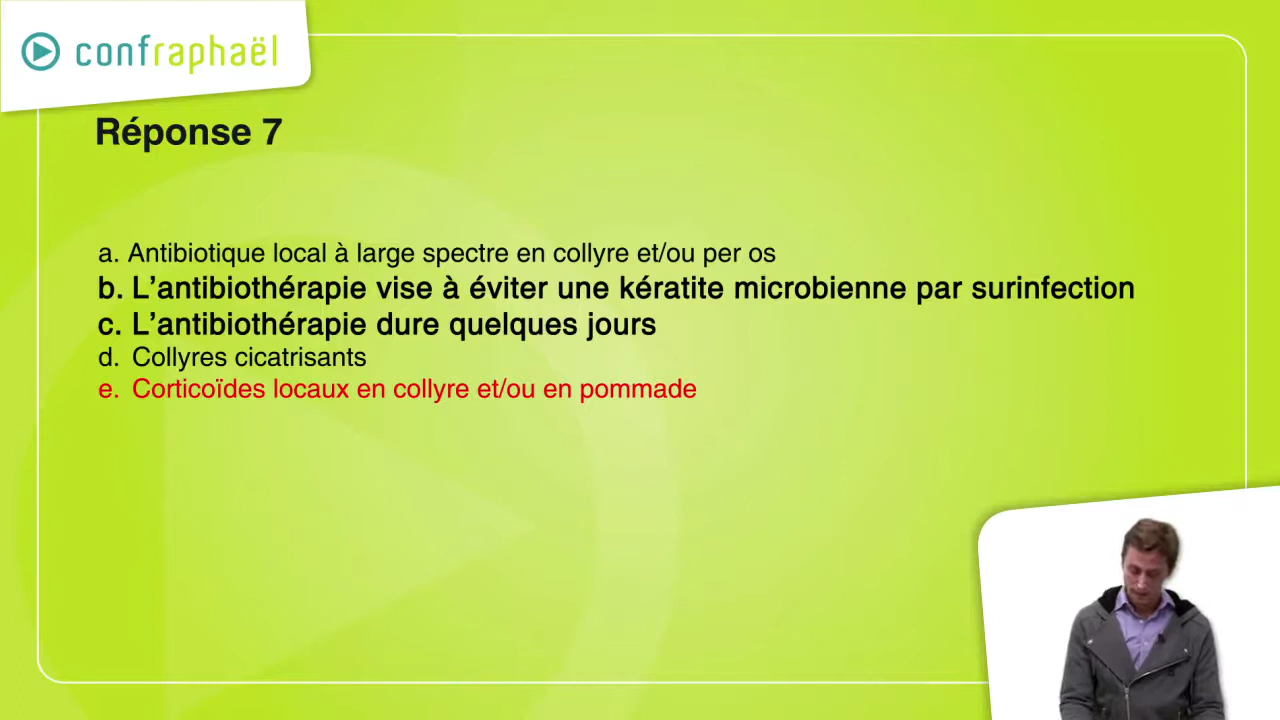 confraphaël
Réponse 7
a. Antibiotique local à large spectre en collyre et/ou per os
b. L’antibiothérapie vise à éviter une kératite microbienne par surinfection
c. L’antibiothérapie dure quelques jours
d. Collyres cicatrisants
e. Corticoïdes locaux en collyre et/ou en pommade